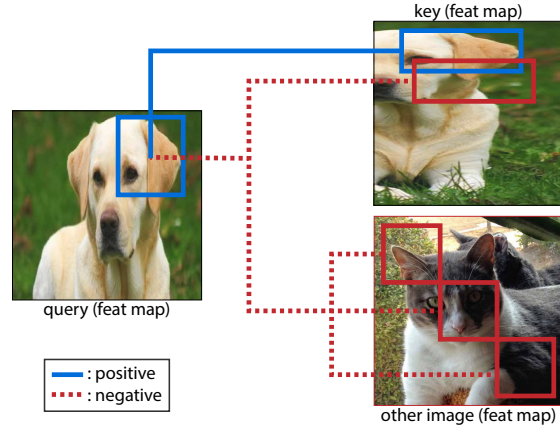 key (feat map)
query (feat map)
: positive
: negative
other image (feat map)